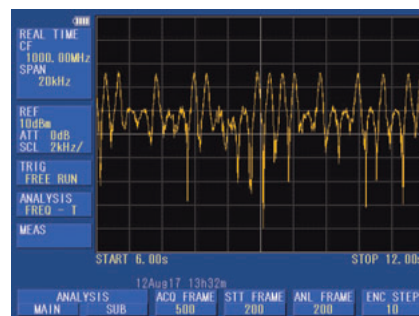 REAL TIME
CF
1000.00MHz
SPAN
20kHz
REF
10dBm
ATT 0dB
SCL 2kHz/
TRIG
FREE RUN
ANALYSIS
FREQ - T
MEAS
START 6.00s
STOP 12.00s
12Aug17 13h32m
ANALYSIS
MAIN SUB
ACQ FRAME
500
STT FRAME
200
ANL FRAME
200
ENC STEP
10